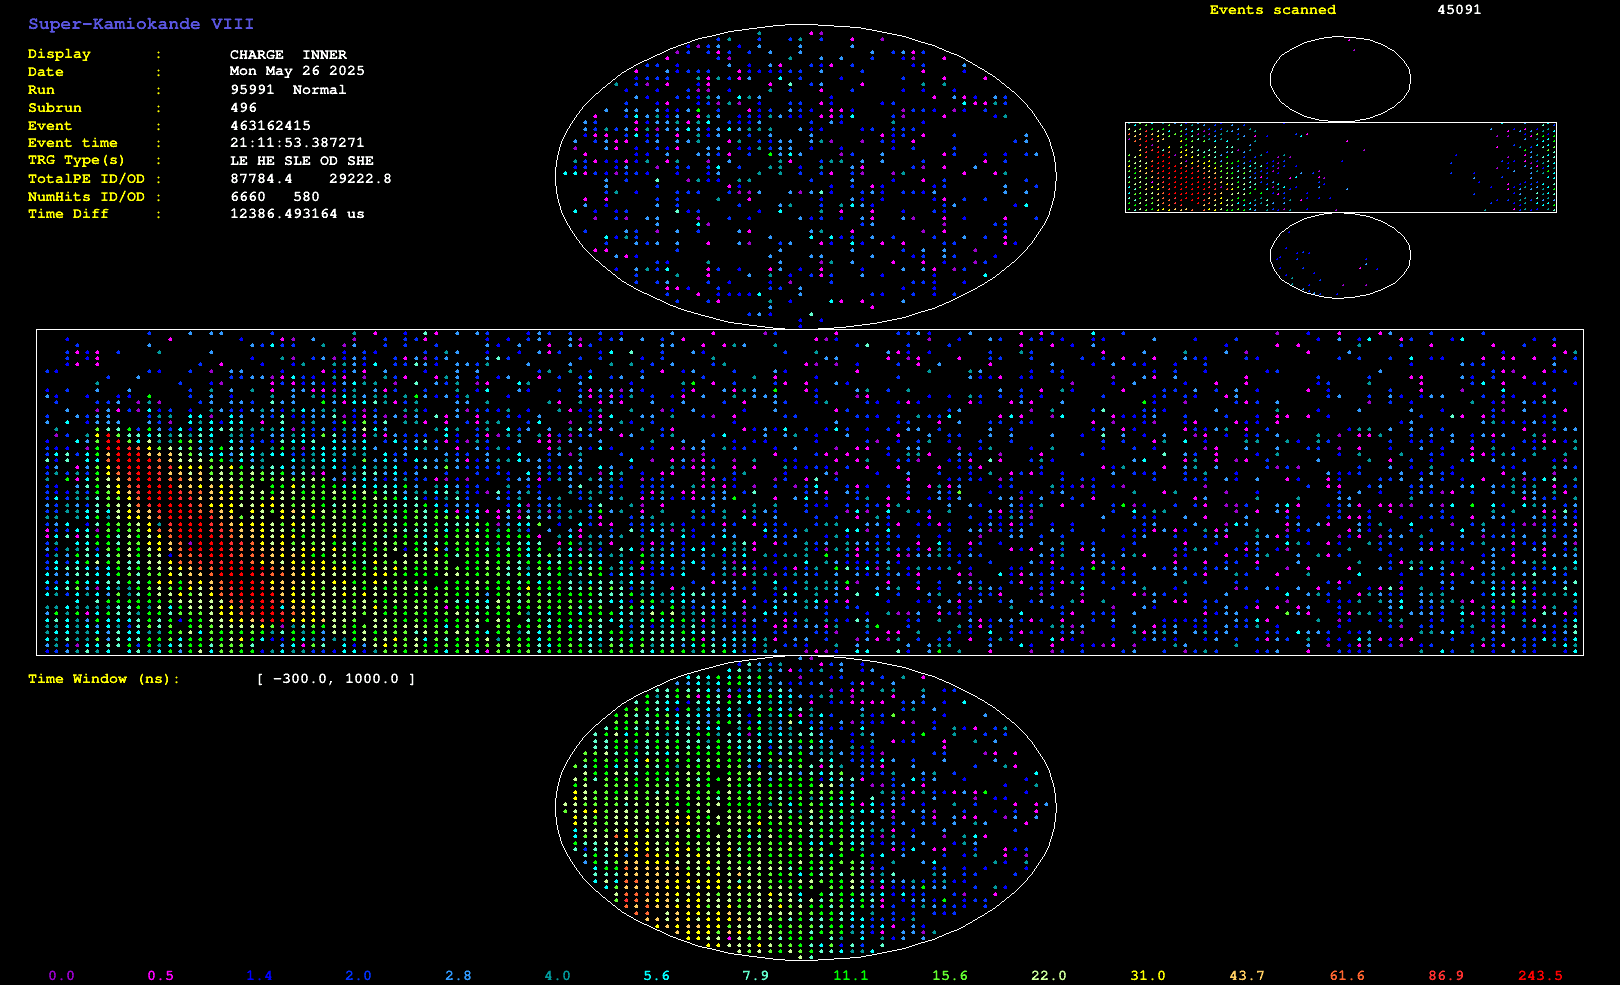 Super-Kamiokande VIII
Events scanned 45091
Display : CHARGE INNER
Date : Mon May 26 2025
Run : 95991 Normal
Subrun : 496
Event : 463162415
Event time : 21:11:53.387271
TRG Type(s) : LE HE SLE OD SHE
TotalPE ID/OD : 87784.4 29222.8
NumHits ID/OD : 6660 580
Time Diff : 12386.493164 us
Time Window (ns): [ -300.0, 1000.0 ]
0.0 0.5 1.4 2.0 2.8 4.0 5.6 7.9 11.1 15.6 22.0 31.0 43.7 61.6 86.9 243.5